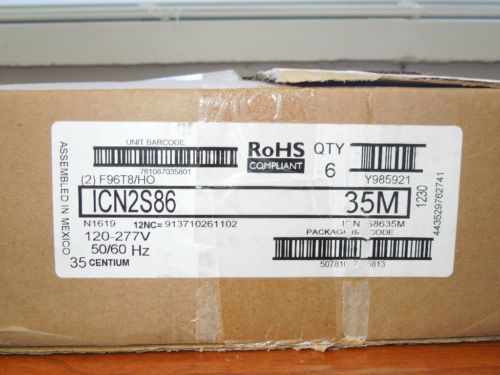 ASSEMBLED IN MEXICO
UNIT BARCODE
781087035801
RoHS
COMPLIANT
QTY
6
Y985921
(2) F96T8/HO
ICN2S86 35M
N1619 12NC= 913710261102
120-277V
50/60 Hz
35 CENTIUM
PACKAGE
1230
443529762741